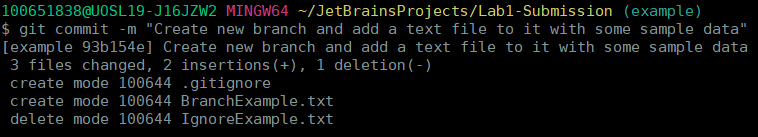 100651838@UOSL19-J16JZW2 MINGW64 ~/JetBrainsProjects/Lab1-Submission (example)
$ git commit -m "Create new branch and add a text file to it with some sample data"
[example 93b154e] Create new branch and add a text file to it with some sample data
 3 files changed, 2 insertions(+), 1 deletion(-)
 create mode 100644 .gitignore
 create mode 100644 BranchExample.txt
 delete mode 100644 IgnoreExample.txt